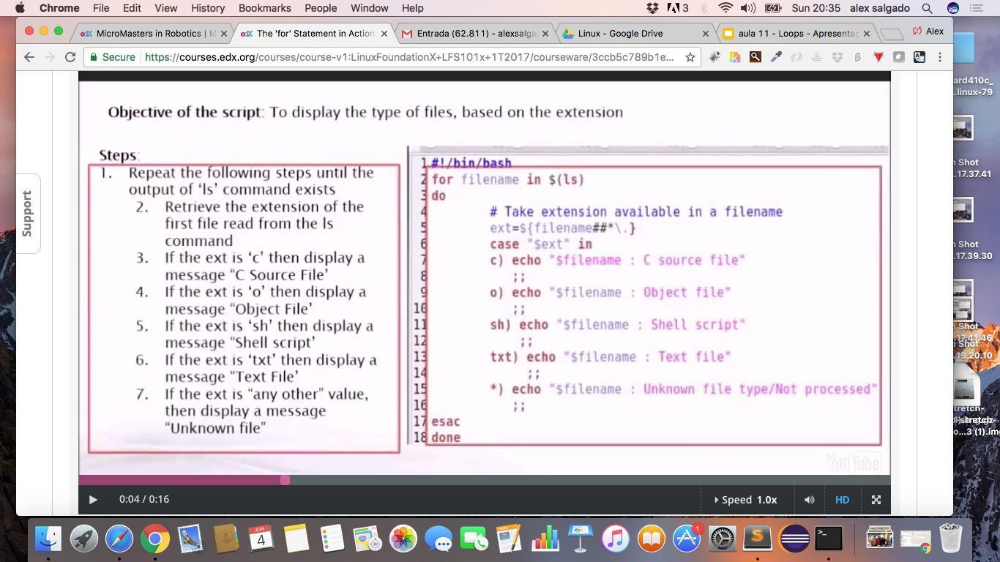 Chrome File Edit View History Bookmarks People Window Help 3 Sun 20:35 alex salgado
MicroMasters in Robotics | M
The 'for' Statement in Action
Entrada (62.811) - alexsalga
Linux - Google Drive
aula 11 - Loops - Apresenta
Alex
Secure https://courses.edx.org/courses/course-v1:LinuxFoundationX+LFS101x+1T2017/courseware/3ccb5c789b1e...
Support
Objective of the script: To display the type of files, based on the extension
Steps:
1. Repeat the following steps until the
output of ‘ls’ command exists
2. Retrieve the extension of the
first file read from the ls
command
3. If the ext is ‘c’ then display a
message “C Source File’
4. If the ext is ‘o’ then display a
message “Object File’
5. If the ext is ‘sh’ then display a
message “Shell script’
6. If the ext is ‘txt’ then display a
message “Text File’
7. If the ext is “any other” value,
then display a message
“Unknown file”
1 #!/bin/bash
2 for filename in $(ls)
3 do
4 # Take extension available in a filename
5 ext=${filename##*\.}
6 case "$ext" in
7 c) echo "$filename : C source file"
8 ;;
9 o) echo "$filename : Object file"
10 ;;
11 sh) echo "$filename : Shell script"
12 ;;
13 txt) echo "$filename : Text file"
14 ;;
15 *) echo "$filename : Unknown file type/Not processed"
16 ;;
17 esac
18 done
YouTube
0:04 / 0:16
Speed 1.0x
HD
ard410c_
.linux-79
Shot
.17.37.41
Shot
.17.39.30
Shot
.17.41.46
Shot
.19.20.10
o...3 (1).img
JUN
4
1